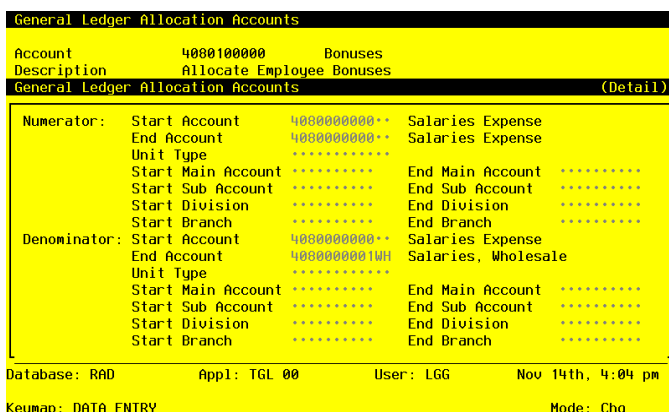 General Ledger Allocation Accounts
Account 4080100000 Bonuses
Description Allocate Employee Bonuses
General Ledger Allocation Accounts (Detail)
Numerator: Start Account 4080000000·· Salaries Expense
End Account 4080000000·· Salaries Expense
Unit Type ············
Start Main Account ·········· End Main Account ··········
Start Sub Account ·········· End Sub Account ··········
Start Division ·········· End Division ··········
Start Branch ·········· End Branch ··········
Denominator: Start Account 4080000000·· Salaries Expense
End Account 4080000001WH Salaries, Wholesale
Unit Type ············
Start Main Account ·········· End Main Account ··········
Start Sub Account ·········· End Sub Account ··········
Start Division ·········· End Division ··········
Start Branch ·········· End Branch ··········
Database: RAD Appl: TGL 00 User: LGG Nov 14th, 4:04 pm
Keymap: DATA ENTRY Mode: Chg